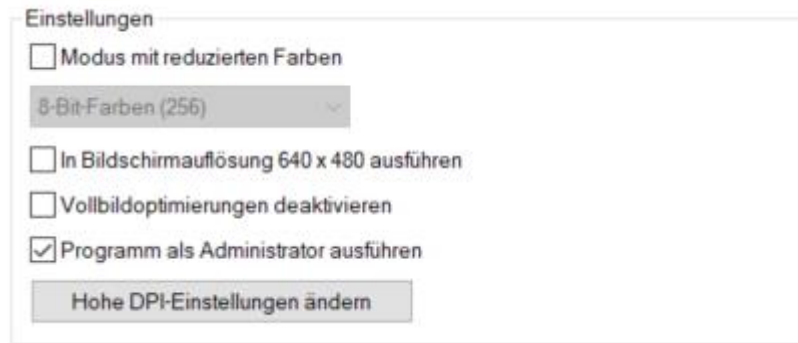 Einstellungen
Modus mit reduzierten Farben
8-Bit-Farben (256)
In Bildschirmauflösung 640 x 480 ausführen
Vollbildoptimierungen deaktivieren
Programm als Administrator ausführen
Hohe DPI-Einstellungen ändern